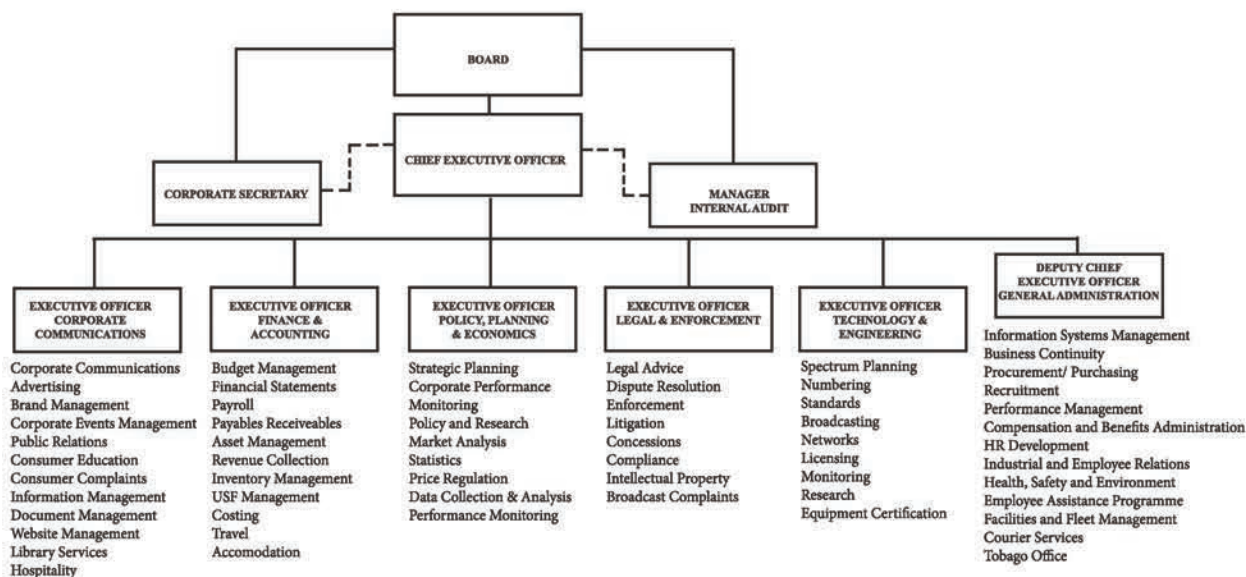 BOARD
CHIEF EXECUTIVE OFFICER
CORPORATE SECRETARY
MANAGER
INTERNAL AUDIT
EXECUTIVE OFFICER
CORPORATE
COMMUNICATIONS
Corporate Communications
Advertising
Brand Management
Corporate Events Management
Public Relations
Consumer Education
Consumer Complaints
Information Management
Document Management
Website Management
Library Services
Hospitality
EXECUTIVE OFFICER
FINANCE &
ACCOUNTING
Budget Management
Financial Statements
Payroll
Payables Receiveables
Asset Management
Revenue Collection
Inventory Management
USF Management
Costing
Travel
Accomodation
EXECUTIVE OFFICER
POLICY, PLANNING
& ECONOMICS
Strategic Planning
Corporate Performance
Monitoring
Policy and Research
Market Analysis
Statistics
Price Regulation
Data Collection & Analysis
Performance Monitoring
EXECUTIVE OFFICER
LEGAL & ENFORCEMENT
Legal Advice
Dispute Resolution
Enforcement
Litigation
Concessions
Compliance
Intellectual Property
Broadcast Complaints
EXECUTIVE OFFICER
TECHNOLOGY &
ENGINEERING
Spectrum Planning
Numbering
Standards
Broadcasting
Networks
Licensing
Monitoring
Research
Equipment Certification
DEPUTY CHIEF
EXECUTIVE OFFICER
GENERAL ADMINISTRATION
Information Systems Management
Business Continuity
Procurement/ Purchasing
Recruitment
Performance Management
Compensation and Benefits Administration
HR Development
Industrial and Employee Relations
Health, Safety and Environment
Employee Assistance Programme
Facilities and Fleet Management
Courier Services
Tobago Office